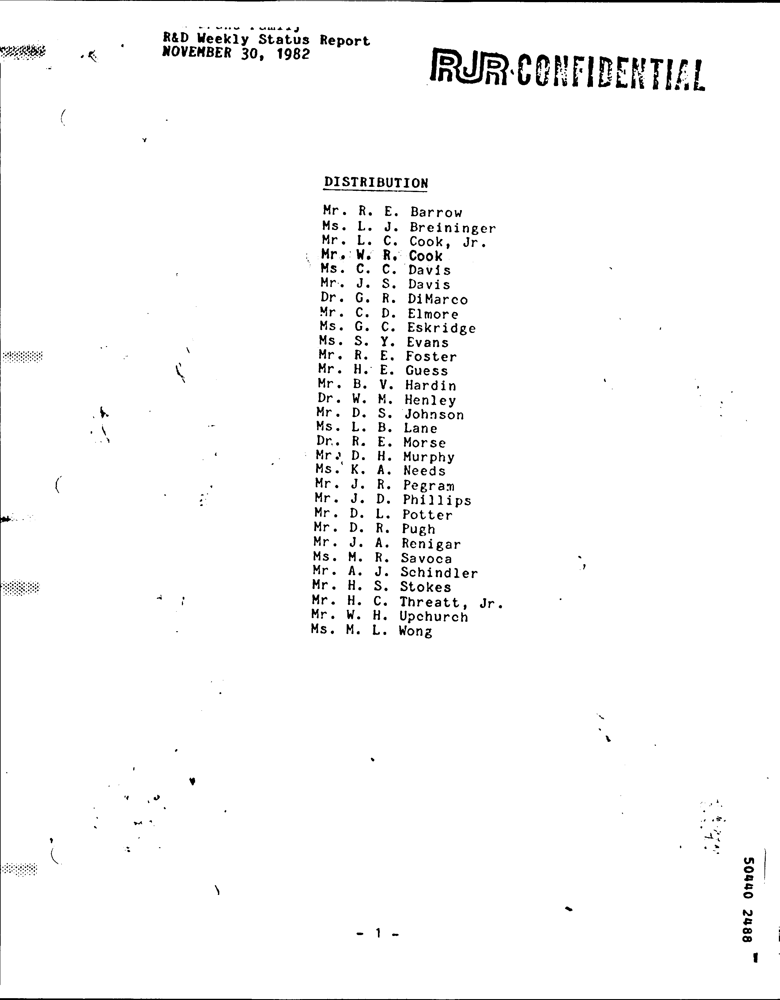 R&D Weekly Status Report
NOVEMBER 30, 1982
RJR CONFIDENTIAL
DISTRIBUTION
Mr. R. E. Barrow
Ms. L. J. Breininger
Mr. L. C. Cook, Jr.
Mr. W. R. Cook
Ms. C. C. Davis
Mr. J. S. Davis
Dr. G. R. DiMarco
Mr. C. D. Elmore
Ms. G. C. Eskridge
Ms. S. Y. Evans
Mr. R. E. Foster
Mr. H. E. Guess
Mr. B. V. Hardin
Dr. W. M. Henley
Mr. D. S. Johnson
Ms. L. B. Lane
Dr. R. E. Morse
Mr. D. H. Murphy
Ms. K. A. Needs
Mr. J. R. Pegram
Mr. J. D. Phillips
Mr. D. L. Potter
Mr. D. R. Pugh
Mr. J. A. Renigar
Ms. M. R. Savoca
Mr. A. J. Schindler
Mr. H. S. Stokes
Mr. H. C. Threatt, Jr.
Mr. W. H. Upchurch
Ms. M. L. Wong
- 1 -
50440 2488